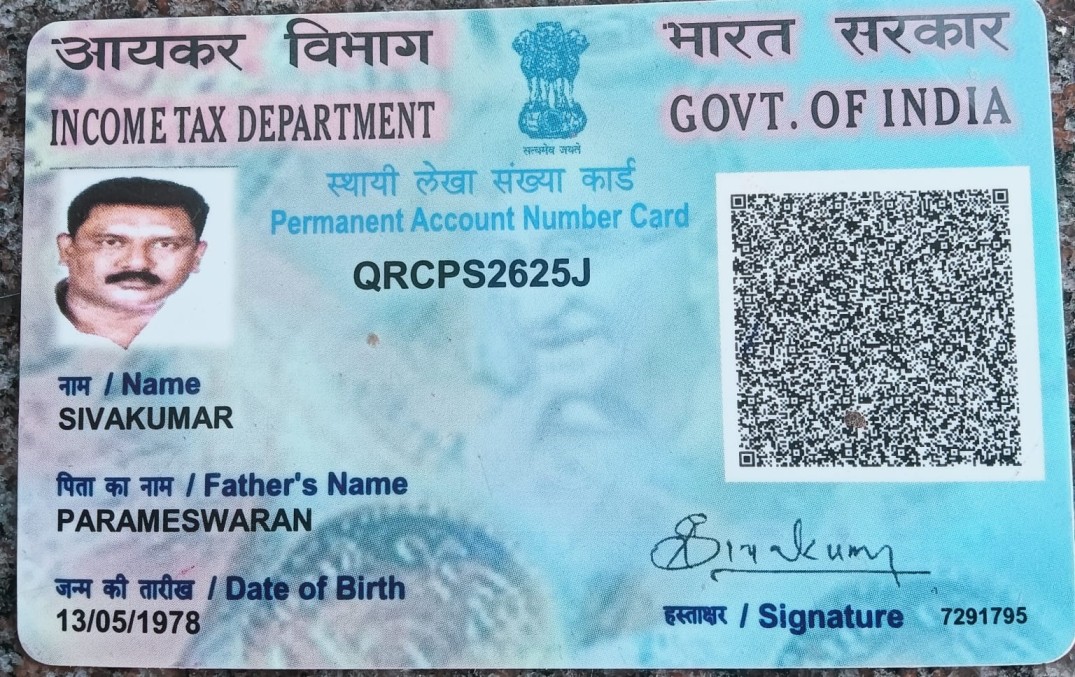 आयकर विभाग
INCOME TAX DEPARTMENT
सत्यमेव जयते
भारत सरकार
GOVT. OF INDIA
स्थायी लेखा संख्या कार्ड
Permanent Account Number Card
QRCPS2625J
नाम / Name
SIVAKUMAR
पिता का नाम / Father's Name
PARAMESWARAN
जन्म की तारीख / Date of Birth
13/05/1978
Sivakumar
हस्ताक्षर / Signature 7291795